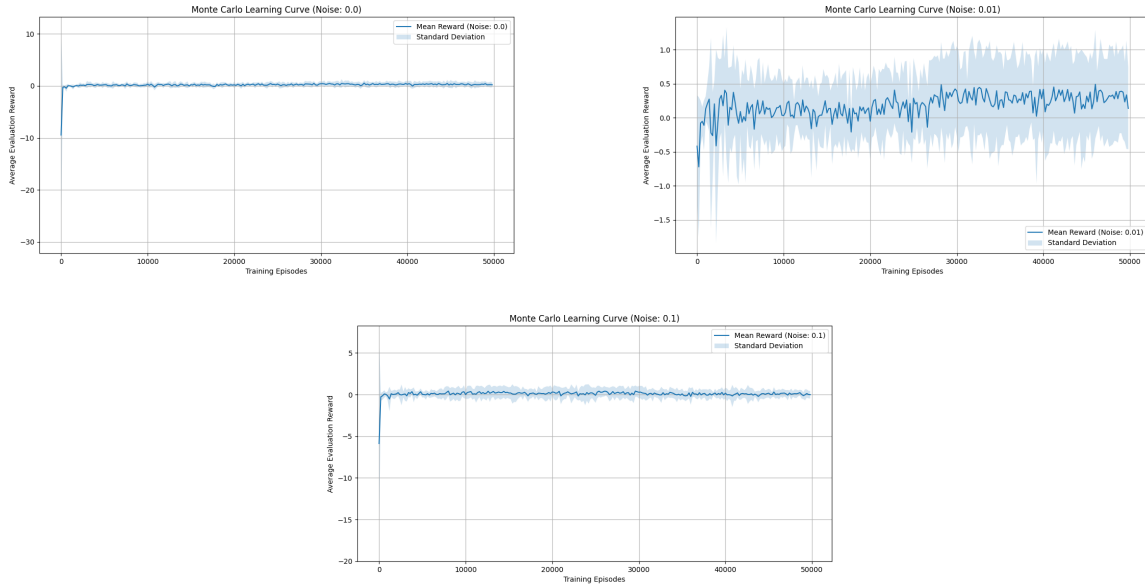 Monte Carlo Learning Curve (Noise: 0.0)
Mean Reward (Noise: 0.0)
Standard Deviation
Average Evaluation Reward
10
0
−10
−20
−30
0
10000
20000
30000
40000
50000
Training Episodes
Monte Carlo Learning Curve (Noise: 0.01)
Average Evaluation Reward
1.0
0.5
0.0
−0.5
−1.0
−1.5
Mean Reward (Noise: 0.01)
Standard Deviation
0
10000
20000
30000
40000
50000
Training Episodes
Monte Carlo Learning Curve (Noise: 0.1)
Mean Reward (Noise: 0.1)
Standard Deviation
Average Evaluation Reward
5
0
−5
−10
−15
−20
0
10000
20000
30000
40000
50000
Training Episodes